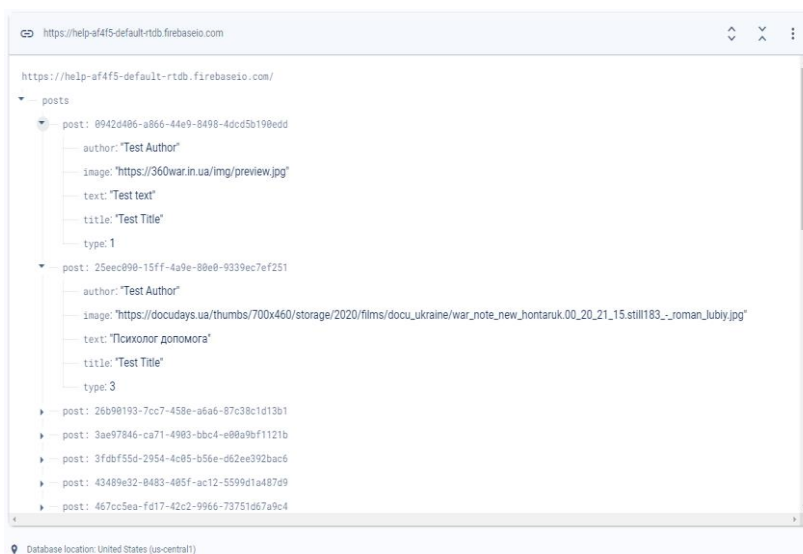 https://help-af4f5-default-rtdb.firebaseio.com
https://help-af4f5-default-rtdb.firebaseio.com/
posts
post: 0942d406-a866-44e9-8498-4dcd5b190edd
author: "Test Author"
image: "https://360war.in.ua/img/preview.jpg"
text: "Test text"
title: "Test Title"
type: 1
post: 25eec090-15ff-4a9e-80e0-9339ec7ef251
author: "Test Author"
image: "https://docudays.ua/thumbs/700x460/storage/2020/films/docu_ukraine/war_note_new_hontaruk.00_20_21_15.still183_-_roman_lubiy.jpg"
text: "Психолог допомога"
title: "Test Title"
type: 3
post: 26b90193-7cc7-458e-a6a6-87c38c1d13b1
post: 3ae97846-ca71-4903-bbc4-e00a9bf1121b
post: 3fdbf55d-2954-4c05-b56e-d62ee392bac6
post: 43489e32-0483-405f-ac12-5599d1a487d9
post: 467cc5ea-fd17-42c2-9966-73751d67a9c4
Database location: United States (us-central1)